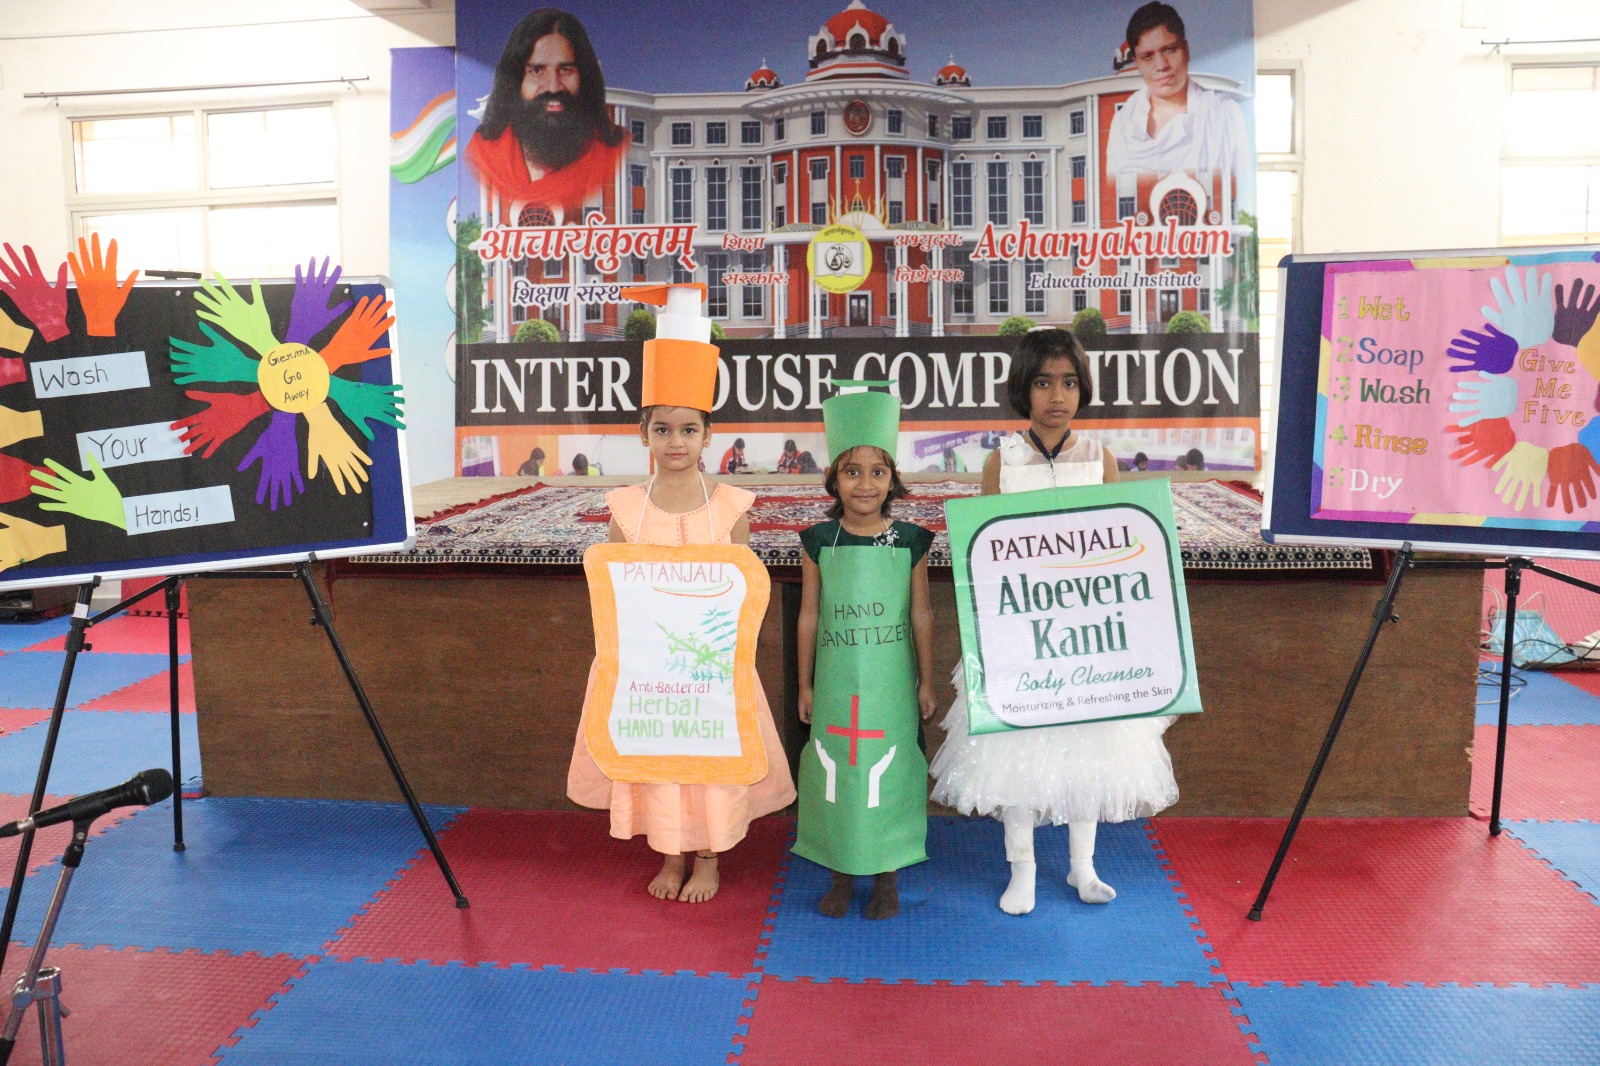 आचार्यकुलम्
शिक्षा
संस्कारः
अभ्युदयः
निःश्रेयसः
Acharyakulam
Educational Institute
शिक्षण संस्था
INTER HOUSE COMPETITION
Wash
Your
Hands!
Germs
Go
Away
PATANJALI
Anti-Bacterial
Herbal
HAND WASH
HAND
SANITIZER
PATANJALI
Aloevera
Kanti
Body Cleanser
Moisturizing & Refreshing the Skin
1 Wet
2 Soap
3 Wash
4 Rinse
5 Dry
Give
Me
Five